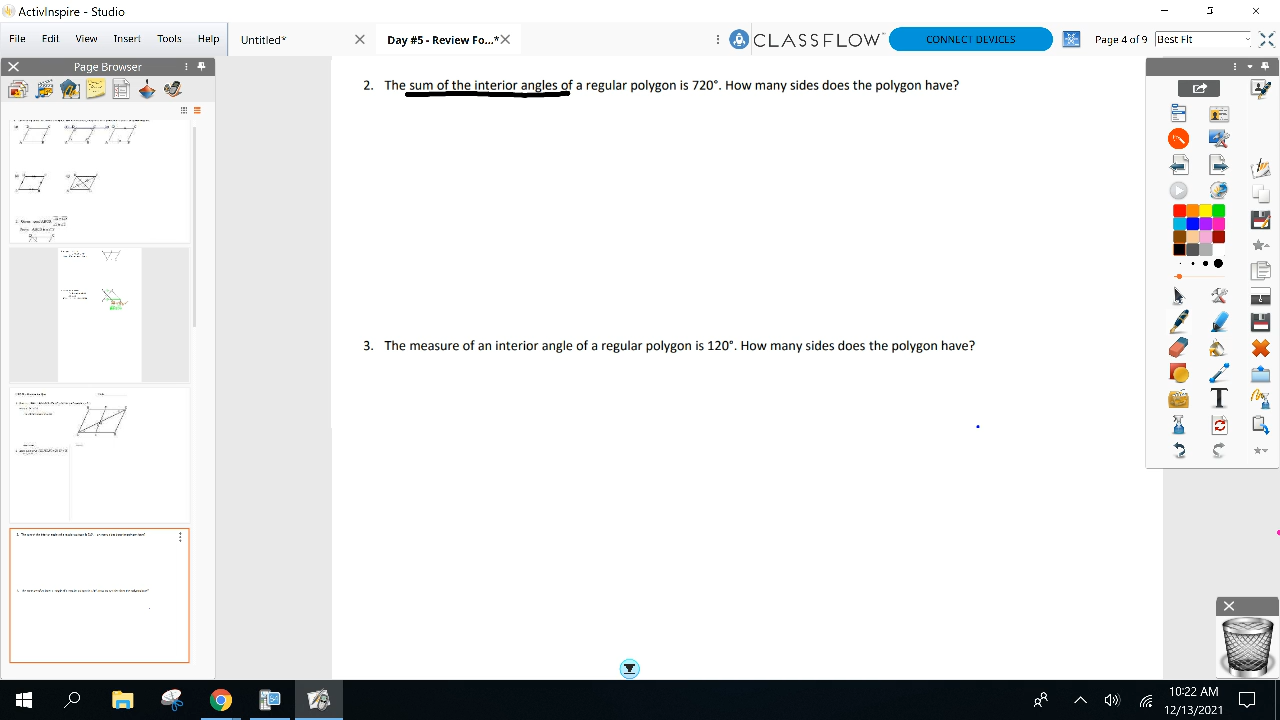 ActivInspire - Studio
File Edit View Insert Tools Help
Untitled*
Day #5 - Review Fo...*
CLASSFLOW
CONNECT DEVICES
Page 4 of 9
Best Fit
Page Browser
2. The sum of the interior angles of a regular polygon is 720°. How many sides does the polygon have?
3. The measure of an interior angle of a regular polygon is 120°. How many sides does the polygon have?
T
10:22 AM
12/13/2021